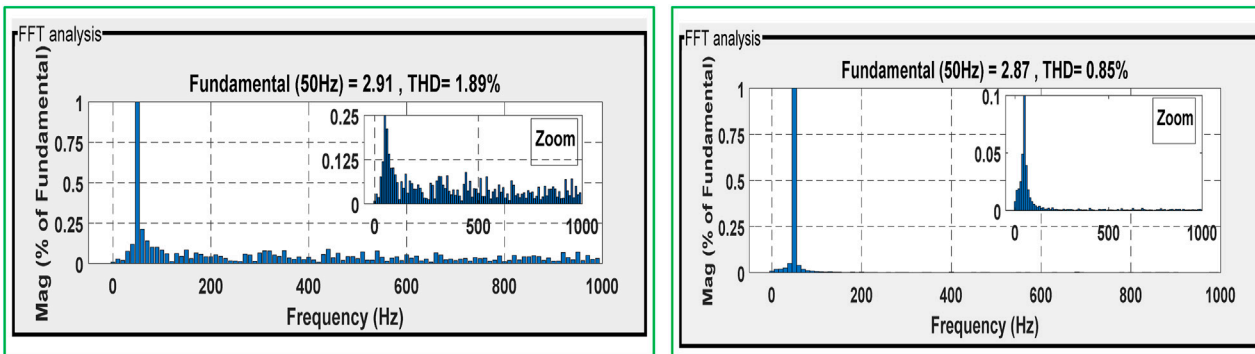 FFT analysis
Fundamental (50Hz) = 2.91 , THD= 1.89%
Mag (% of Fundamental)
1
0.75
0.5
0.25
0
0.25
0.125
0
Zoom
0 500 1000
0 200 400 600 800 1000
Frequency (Hz)
FFT analysis
Fundamental (50Hz) = 2.87 , THD= 0.85%
Mag (% of Fundamental)
1
0.75
0.5
0.25
0
0.1
0.05
0
Zoom
0 500 1000
0 200 400 600 800 1000
Frequency (Hz)